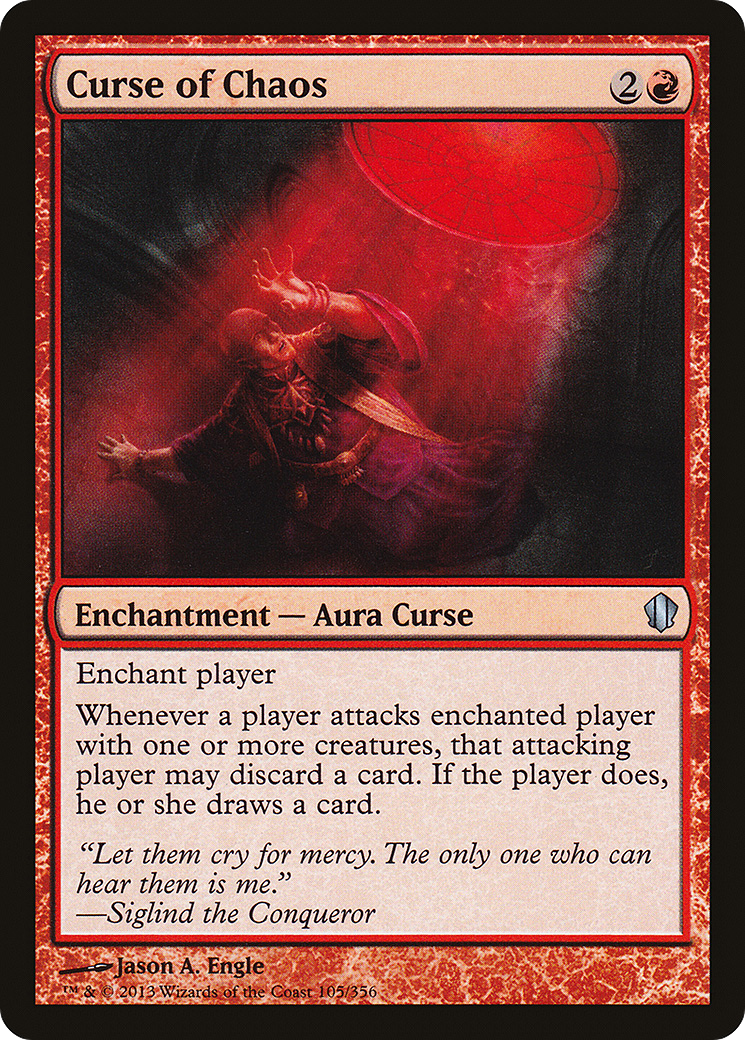 Curse of Chaos
2
Enchantment — Aura Curse
Enchant player
Whenever a player attacks enchanted player
with one or more creatures, that attacking
player may discard a card. If the player does,
he or she draws a card.
“Let them cry for mercy. The only one who can
hear them is me.”
—Siglind the Conqueror
Jason A. Engle
™ & © 2013 Wizards of the Coast 105/356